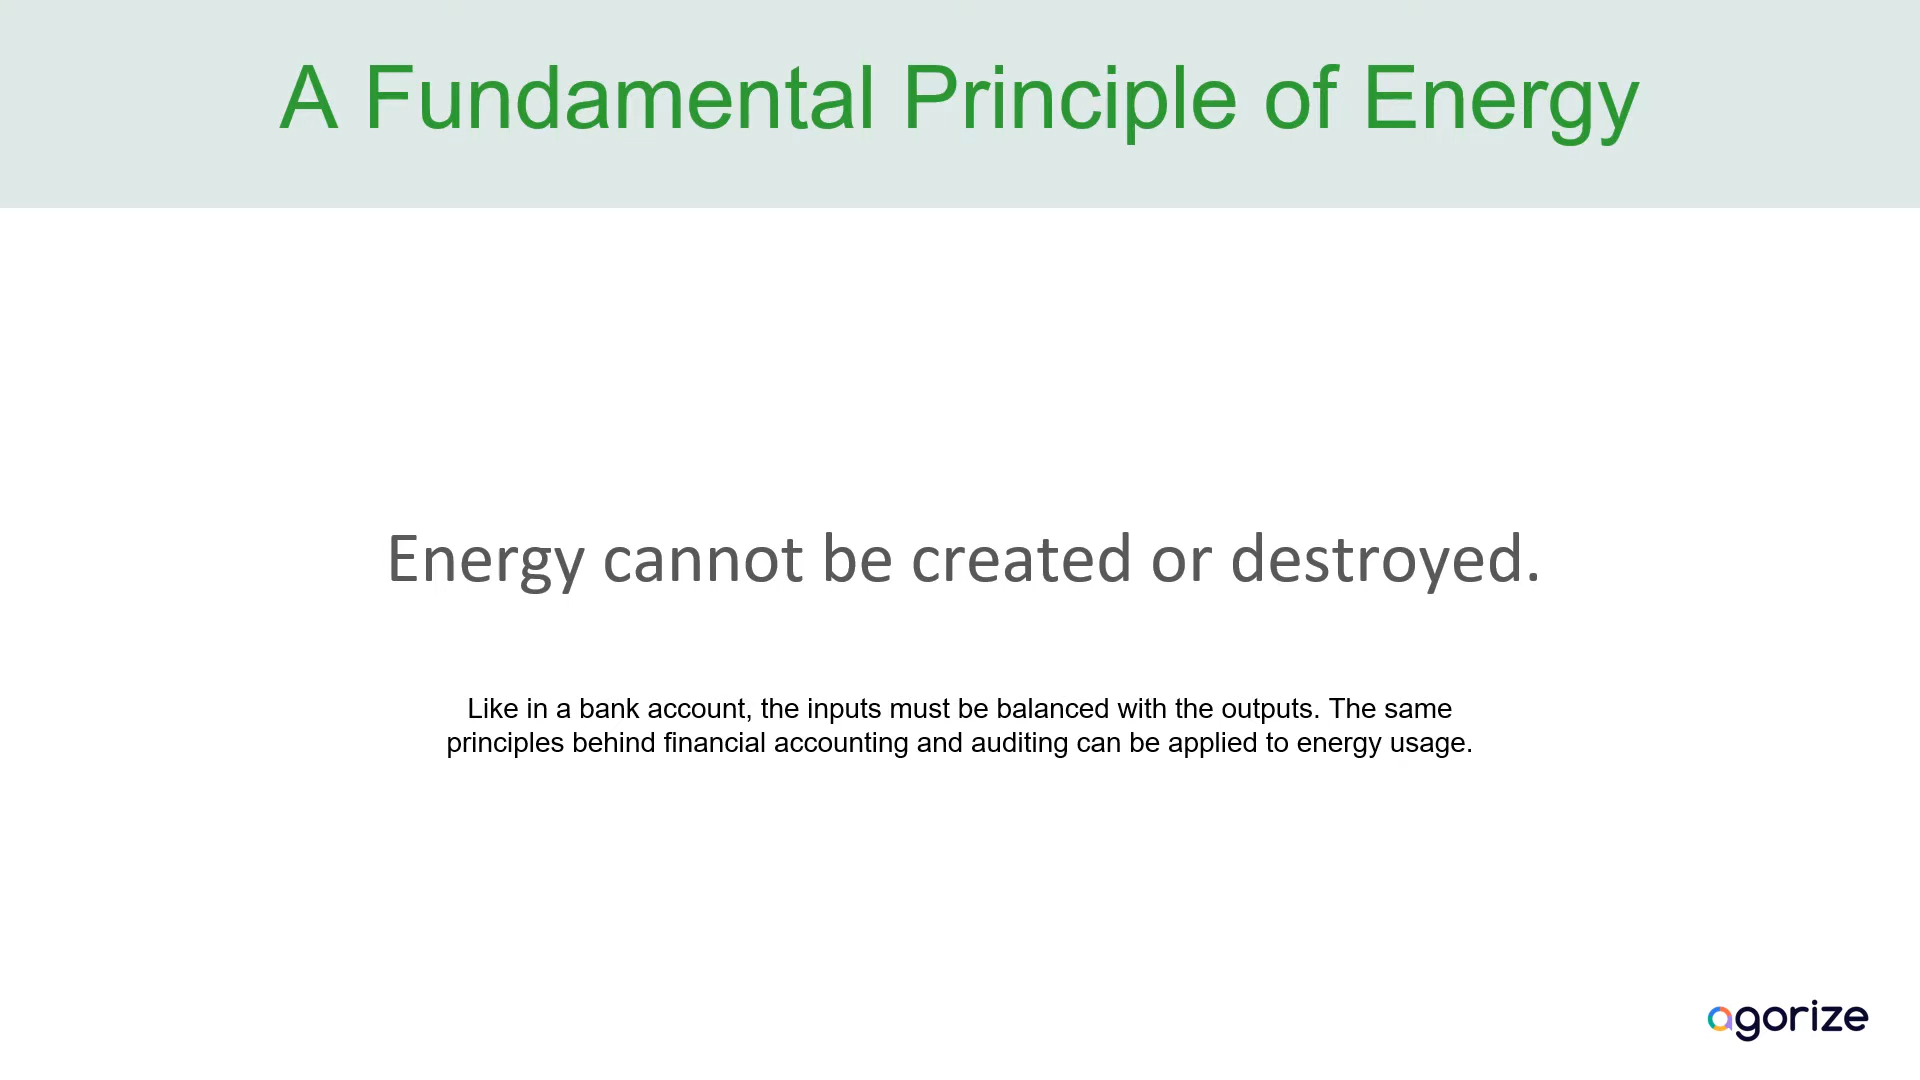 A Fundamental Principle of Energy
Energy cannot be created or destroyed.
Like in a bank account, the inputs must be balanced with the outputs. The same
principles behind financial accounting and auditing can be applied to energy usage.
agorize